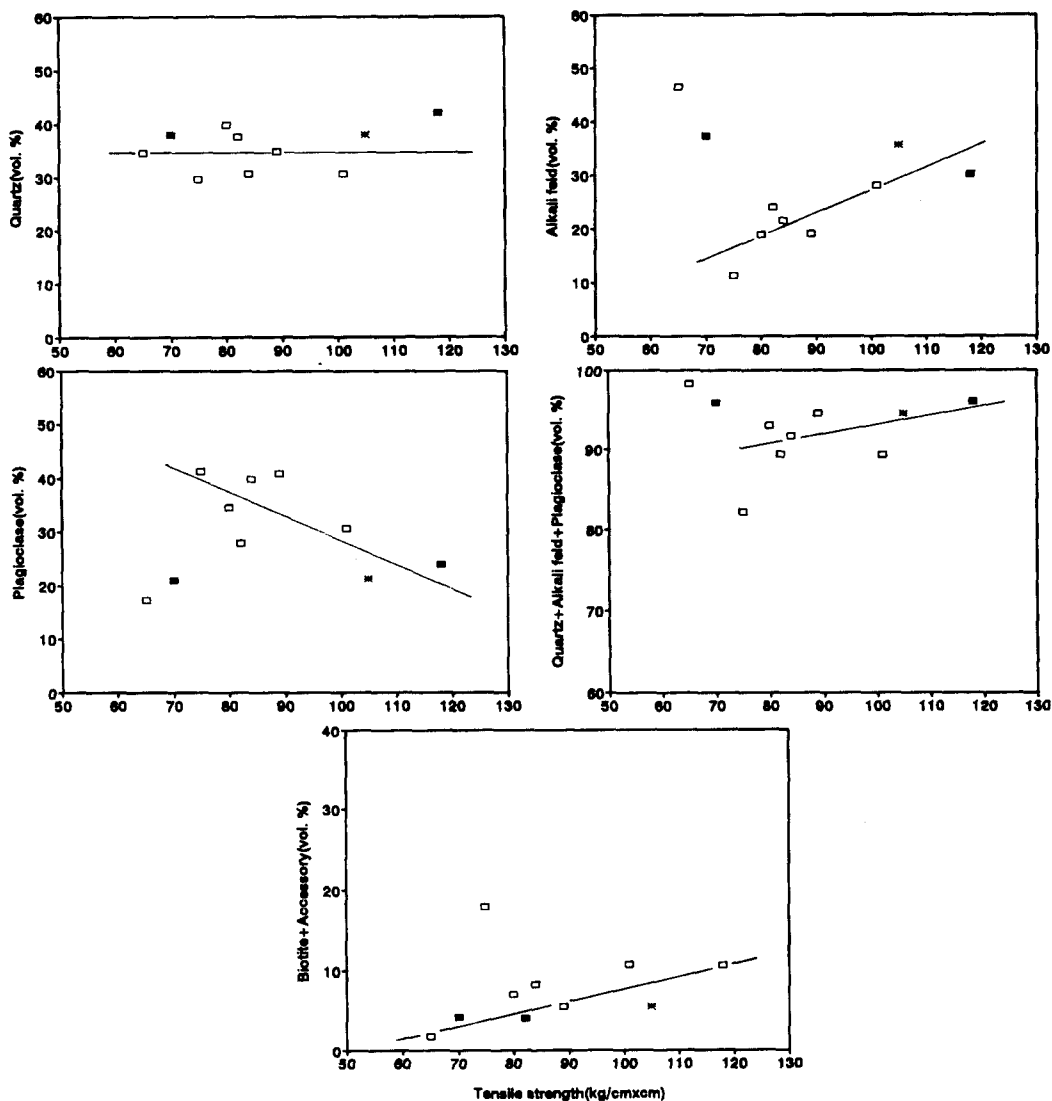 60
50
40
30
20
10
0
50 60 70 80 90 100 110 120 130
Quartz(vol. %)
60
50
40
30
20
10
0
50 60 70 80 90 100 110 120 130
Alkali feld(vol. %)
60
50
40
30
20
10
0
50 60 70 80 90 100 110 120 130
Plagioclase(vol. %)
100
90
80
70
60
50 60 70 80 90 100 110 120 130
Quartz+Alkali feld+Plagioclase(vol. %)
40
30
20
10
0
50 60 70 80 90 100 110 120 130
Biotite+Accessory(vol. %)
Tensile strength(kg/cmxcm)